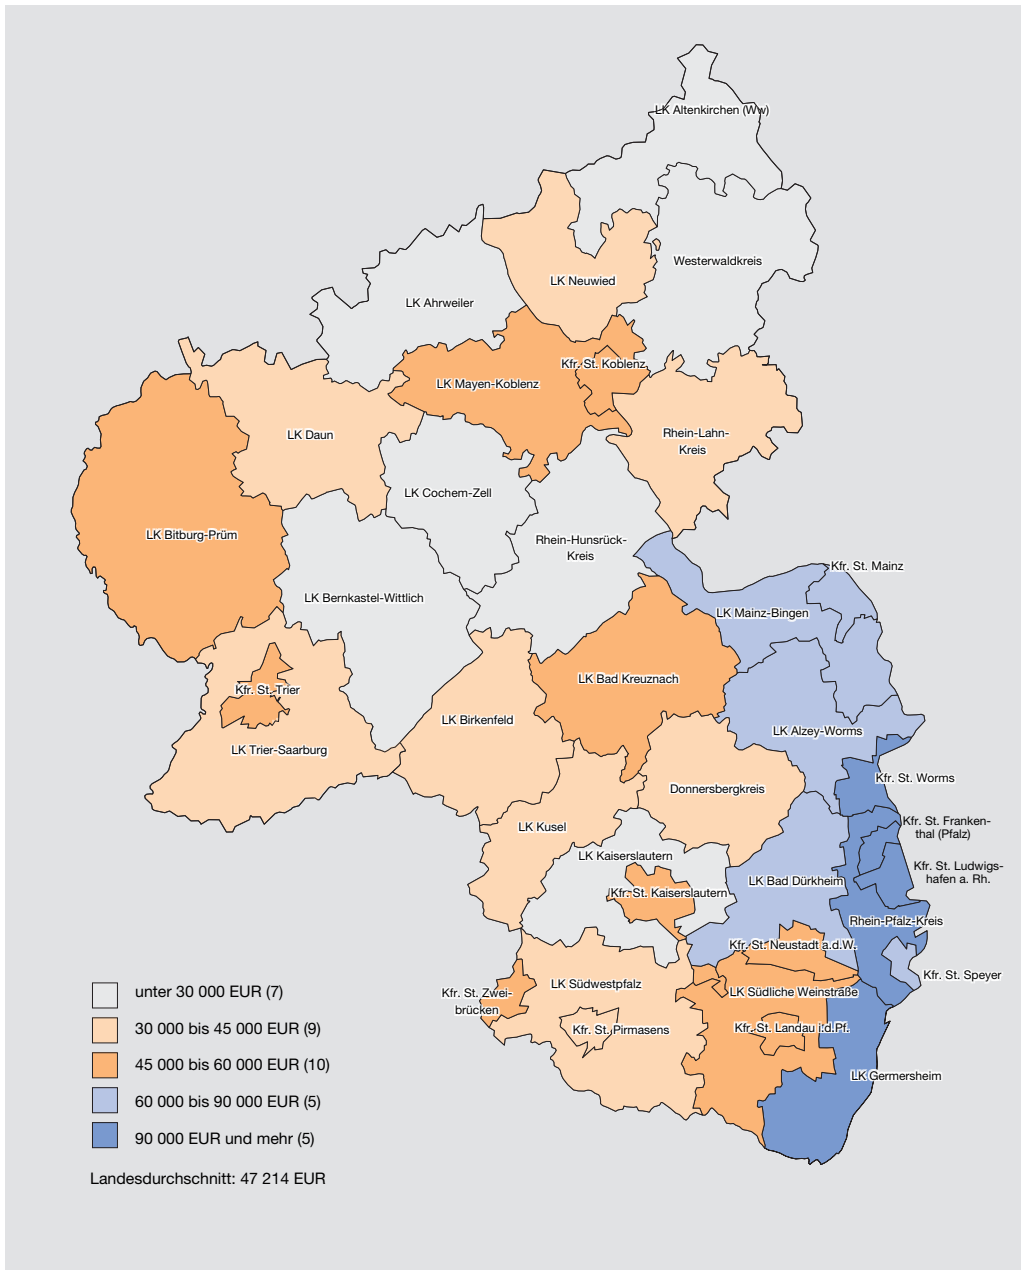 LK Altenkirchen (Ww)
Westerwaldkreis
LK Neuwied
LK Ahrweiler
Kfr. St. Koblenz
LK Mayen-Koblenz
LK Daun
Rhein-Lahn-
Kreis
LK Cochem-Zell
LK Bitburg-Prüm
Rhein-Hunsrück-
Kreis
Kfr. St. Mainz
LK Bernkastel-Wittlich
LK Mainz-Bingen
LK Bad Kreuznach
Kfr. St. Trier
LK Birkenfeld
LK Alzey-Worms
LK Trier-Saarburg
Kfr. St. Worms
Donnersbergkreis
Kfr. St. Franken-
thal (Pfalz)
LK Kusel
LK Kaiserslautern
Kfr. St. Ludwigs-
hafen a. Rh.
LK Bad Dürkheim
Kfr. St. Kaiserslautern
Rhein-Pfalz-Kreis
Kfr. St. Neustadt a.d.W.
Kfr. St. Speyer
LK Südwestpfalz
LK Südliche Weinstraße
Kfr. St. Zwei-
brücken
Kfr. St. Pirmasens
Kfr. St. Landau i.d.Pf.
LK Germersheim
unter 30 000 EUR (7)
30 000 bis 45 000 EUR (9)
45 000 bis 60 000 EUR (10)
60 000 bis 90 000 EUR (5)
90 000 EUR und mehr (5)
Landesdurchschnitt: 47 214 EUR